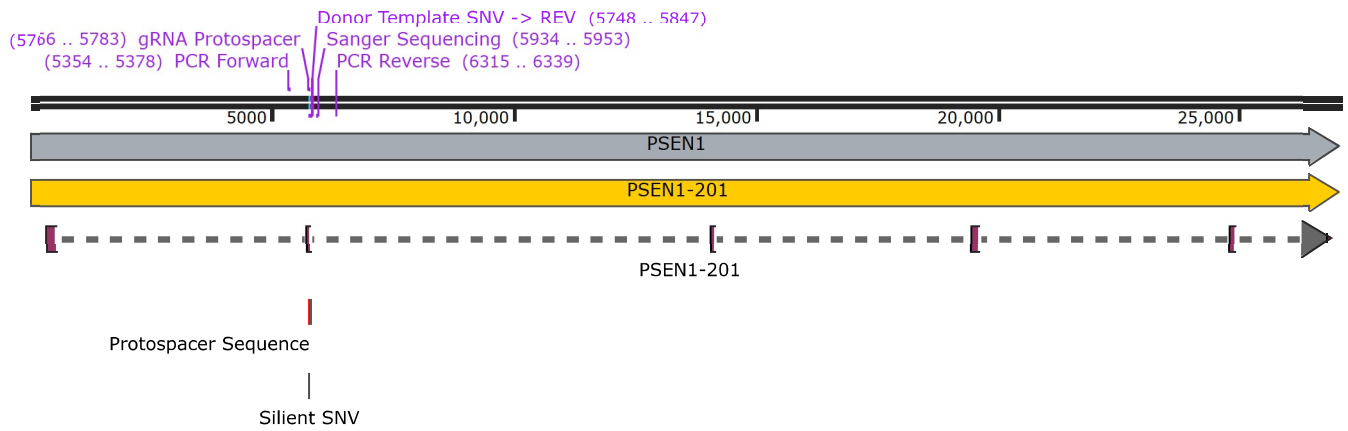 Donor Template SNV -> REV (5748 .. 5847)
(5766 .. 5783) gRNA Protospacer Sanger Sequencing (5934 .. 5953)
(5354 .. 5378) PCR Forward PCR Reverse (6315 .. 6339)
5000 10,000 15,000 20,000 25,000
PSEN1
PSEN1-201
PSEN1-201
Protospacer Sequence
Silient SNV